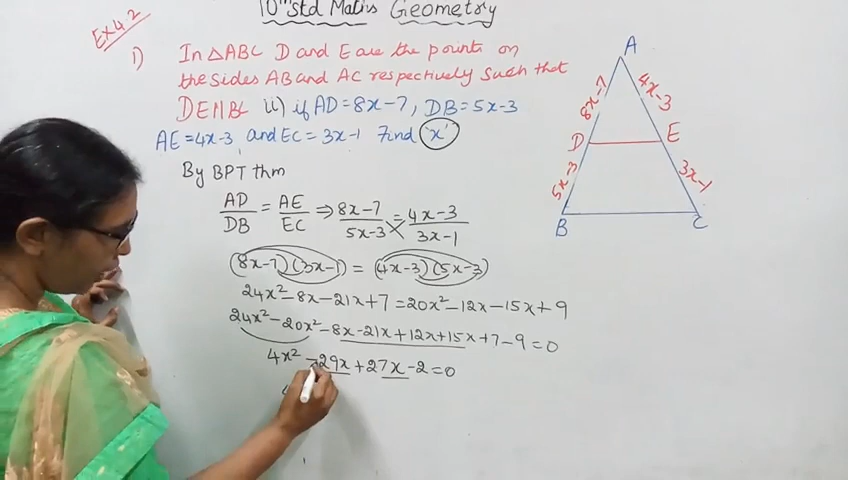 10th std Maths Geometry
Ex 4.2
1) In △ABC D and E are the points on
the sides AB and AC respectively such that
DE∥BC ii) if AD=8x-7, DB=5x-3
AE=4x-3, and EC=3x-1 Find 'x'
By BPT thm
AD/DB = AE/EC ⇒ 8x-7/5x-3 = 4x-3/3x-1
(8x-7)(3x-1) = (4x-3)(5x-3)
24x²-8x-21x+7=20x²-12x-15x+9
24x²-20x²-8x-21x+12x+15x+7-9=0
4x²-29x+27x-2=0
4
A
8x-7
4x-3
D
E
5x-3
3x-1
B
C